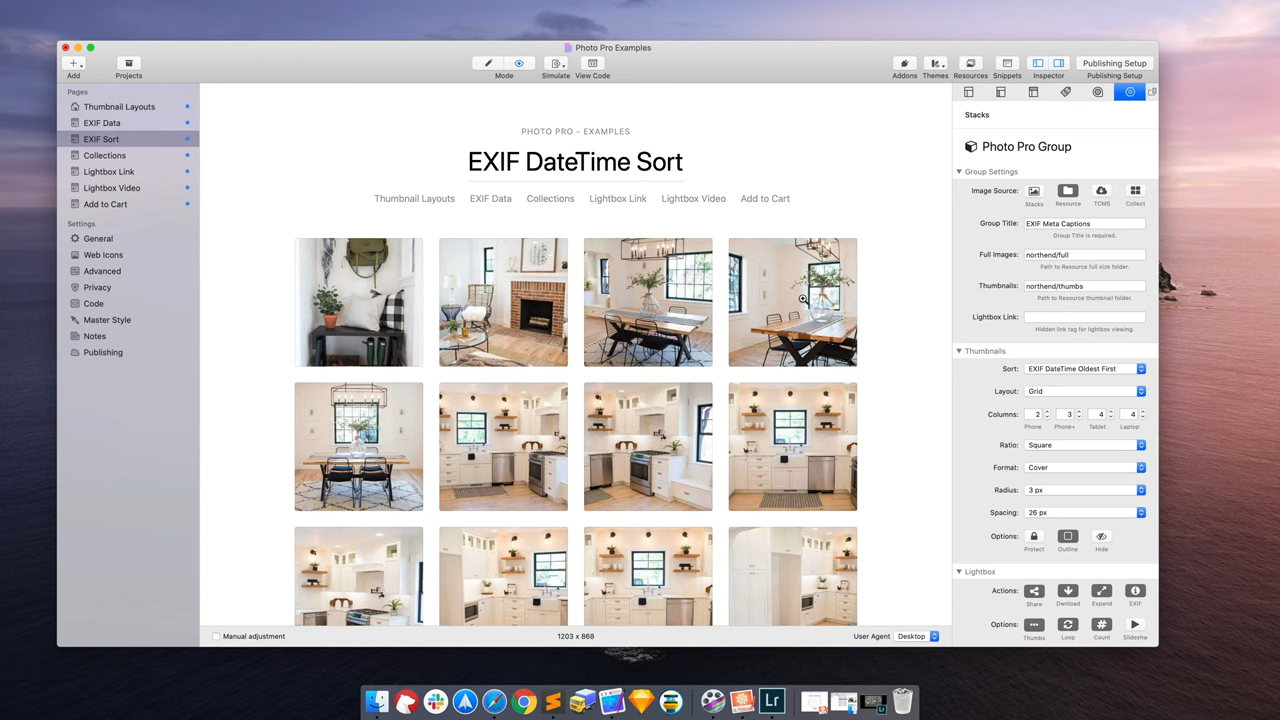 Photo Pro Examples
Add
Projects
Mode
Simulate
View Code
Addons
Themes
Resources
Snippets
Inspector
Publishing Setup
Publishing Setup
Pages
Thumbnail Layouts
EXIF Data
EXIF Sort
Collections
Lightbox Link
Lightbox Video
Add to Cart
Settings
General
Web Icons
Advanced
Privacy
Code
Master Style
Notes
Publishing
PHOTO PRO - EXAMPLES
EXIF DateTime Sort
Thumbnail Layouts EXIF Data Collections Lightbox Link Lightbox Video Add to Cart
Manual adjustment
1203 x 868
User Agent Desktop
Stacks
Photo Pro Group
Group Settings
Image Source:
Stacks Resource TCMS Collect
Group Title: EXIF Meta Captions
Group Title is required.
Full Images: northend/full
Path to Resource full size folder.
Thumbnails: northend/thumbs
Path to Resource thumbnail folder.
Lightbox Link:
Hidden link tag for lightbox viewing.
Thumbnails
Sort: EXIF DateTime Oldest First
Layout: Grid
Columns: 2 3 4 4
Phone Phone+ Tablet Laptop
Ratio: Square
Format: Cover
Radius: 3 px
Spacing: 26 px
Options:
Protect Outline Hide
Lightbox
Actions:
Share Dwnload Expand EXIF
Options:
Thumbs Loop Count Slideshw
Lr